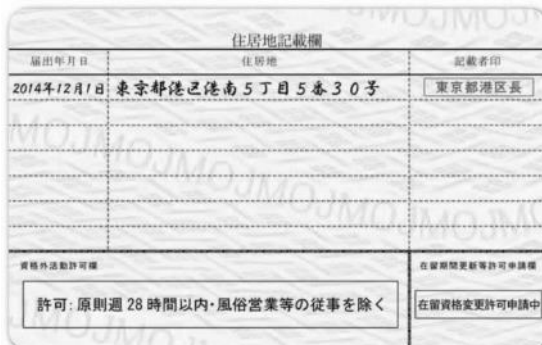 住居地記載欄
届出年月日 住居地 記載者印
2014年12月1日 東京都港区港南5丁目5番30号 東京都港区長
資格外活動許可欄 在留期間更新等許可申請欄
許可: 原則週28時間以内・風俗営業等の従事を除く 在留資格変更許可申請中
MOJMOJMOJMOJMOJ